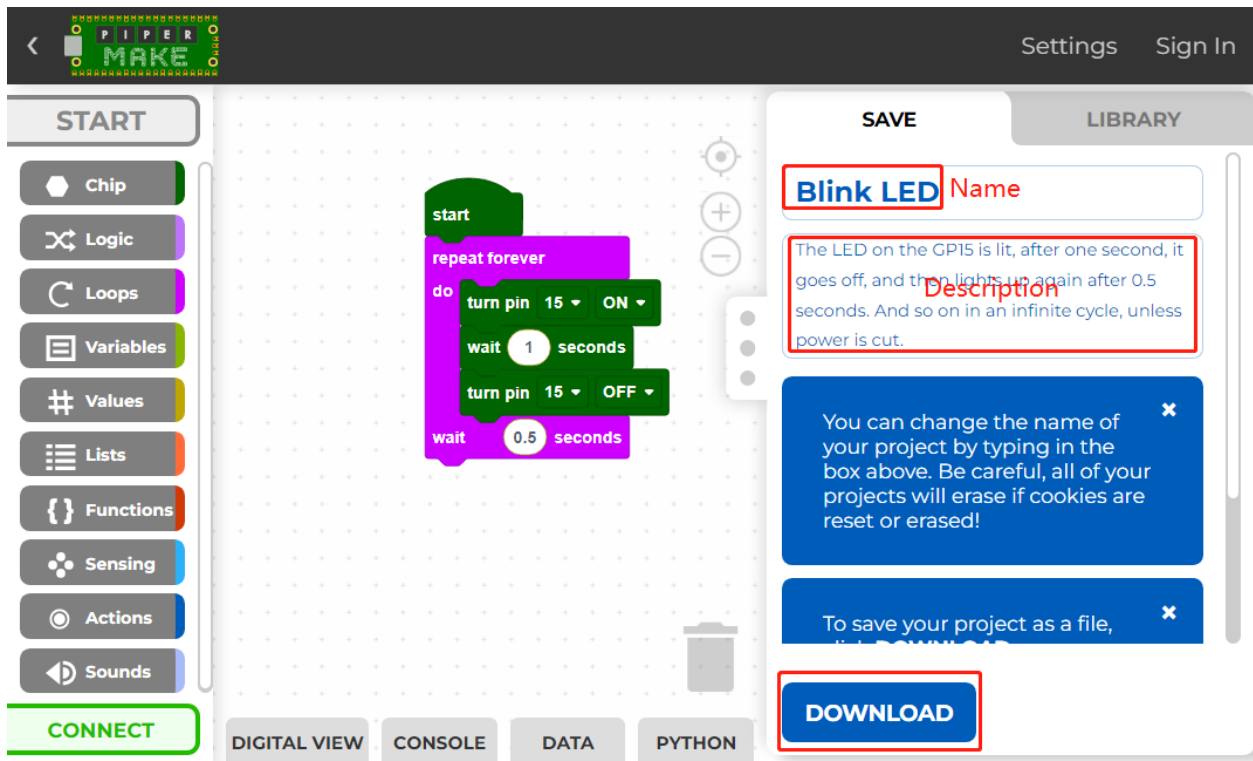 PIPER
MAKE
Settings Sign In
START
Chip
Logic
Loops
Variables
Values
Lists
Functions
Sensing
Actions
Sounds
CONNECT
start
repeat forever
do turn pin 15 ON
wait 1 seconds
turn pin 15 OFF
wait 0.5 seconds
DIGITAL VIEW CONSOLE DATA PYTHON
SAVE LIBRARY
Blink LED Name
The LED on the GP15 is lit, after one second, it
goes off, and then lights up again after 0.5
Description
seconds. And so on in an infinite cycle, unless
power is cut.
You can change the name of
your project by typing in the
box above. Be careful, all of your
projects will erase if cookies are
reset or erased!
To save your project as a file,
click DOWNLOAD
DOWNLOAD